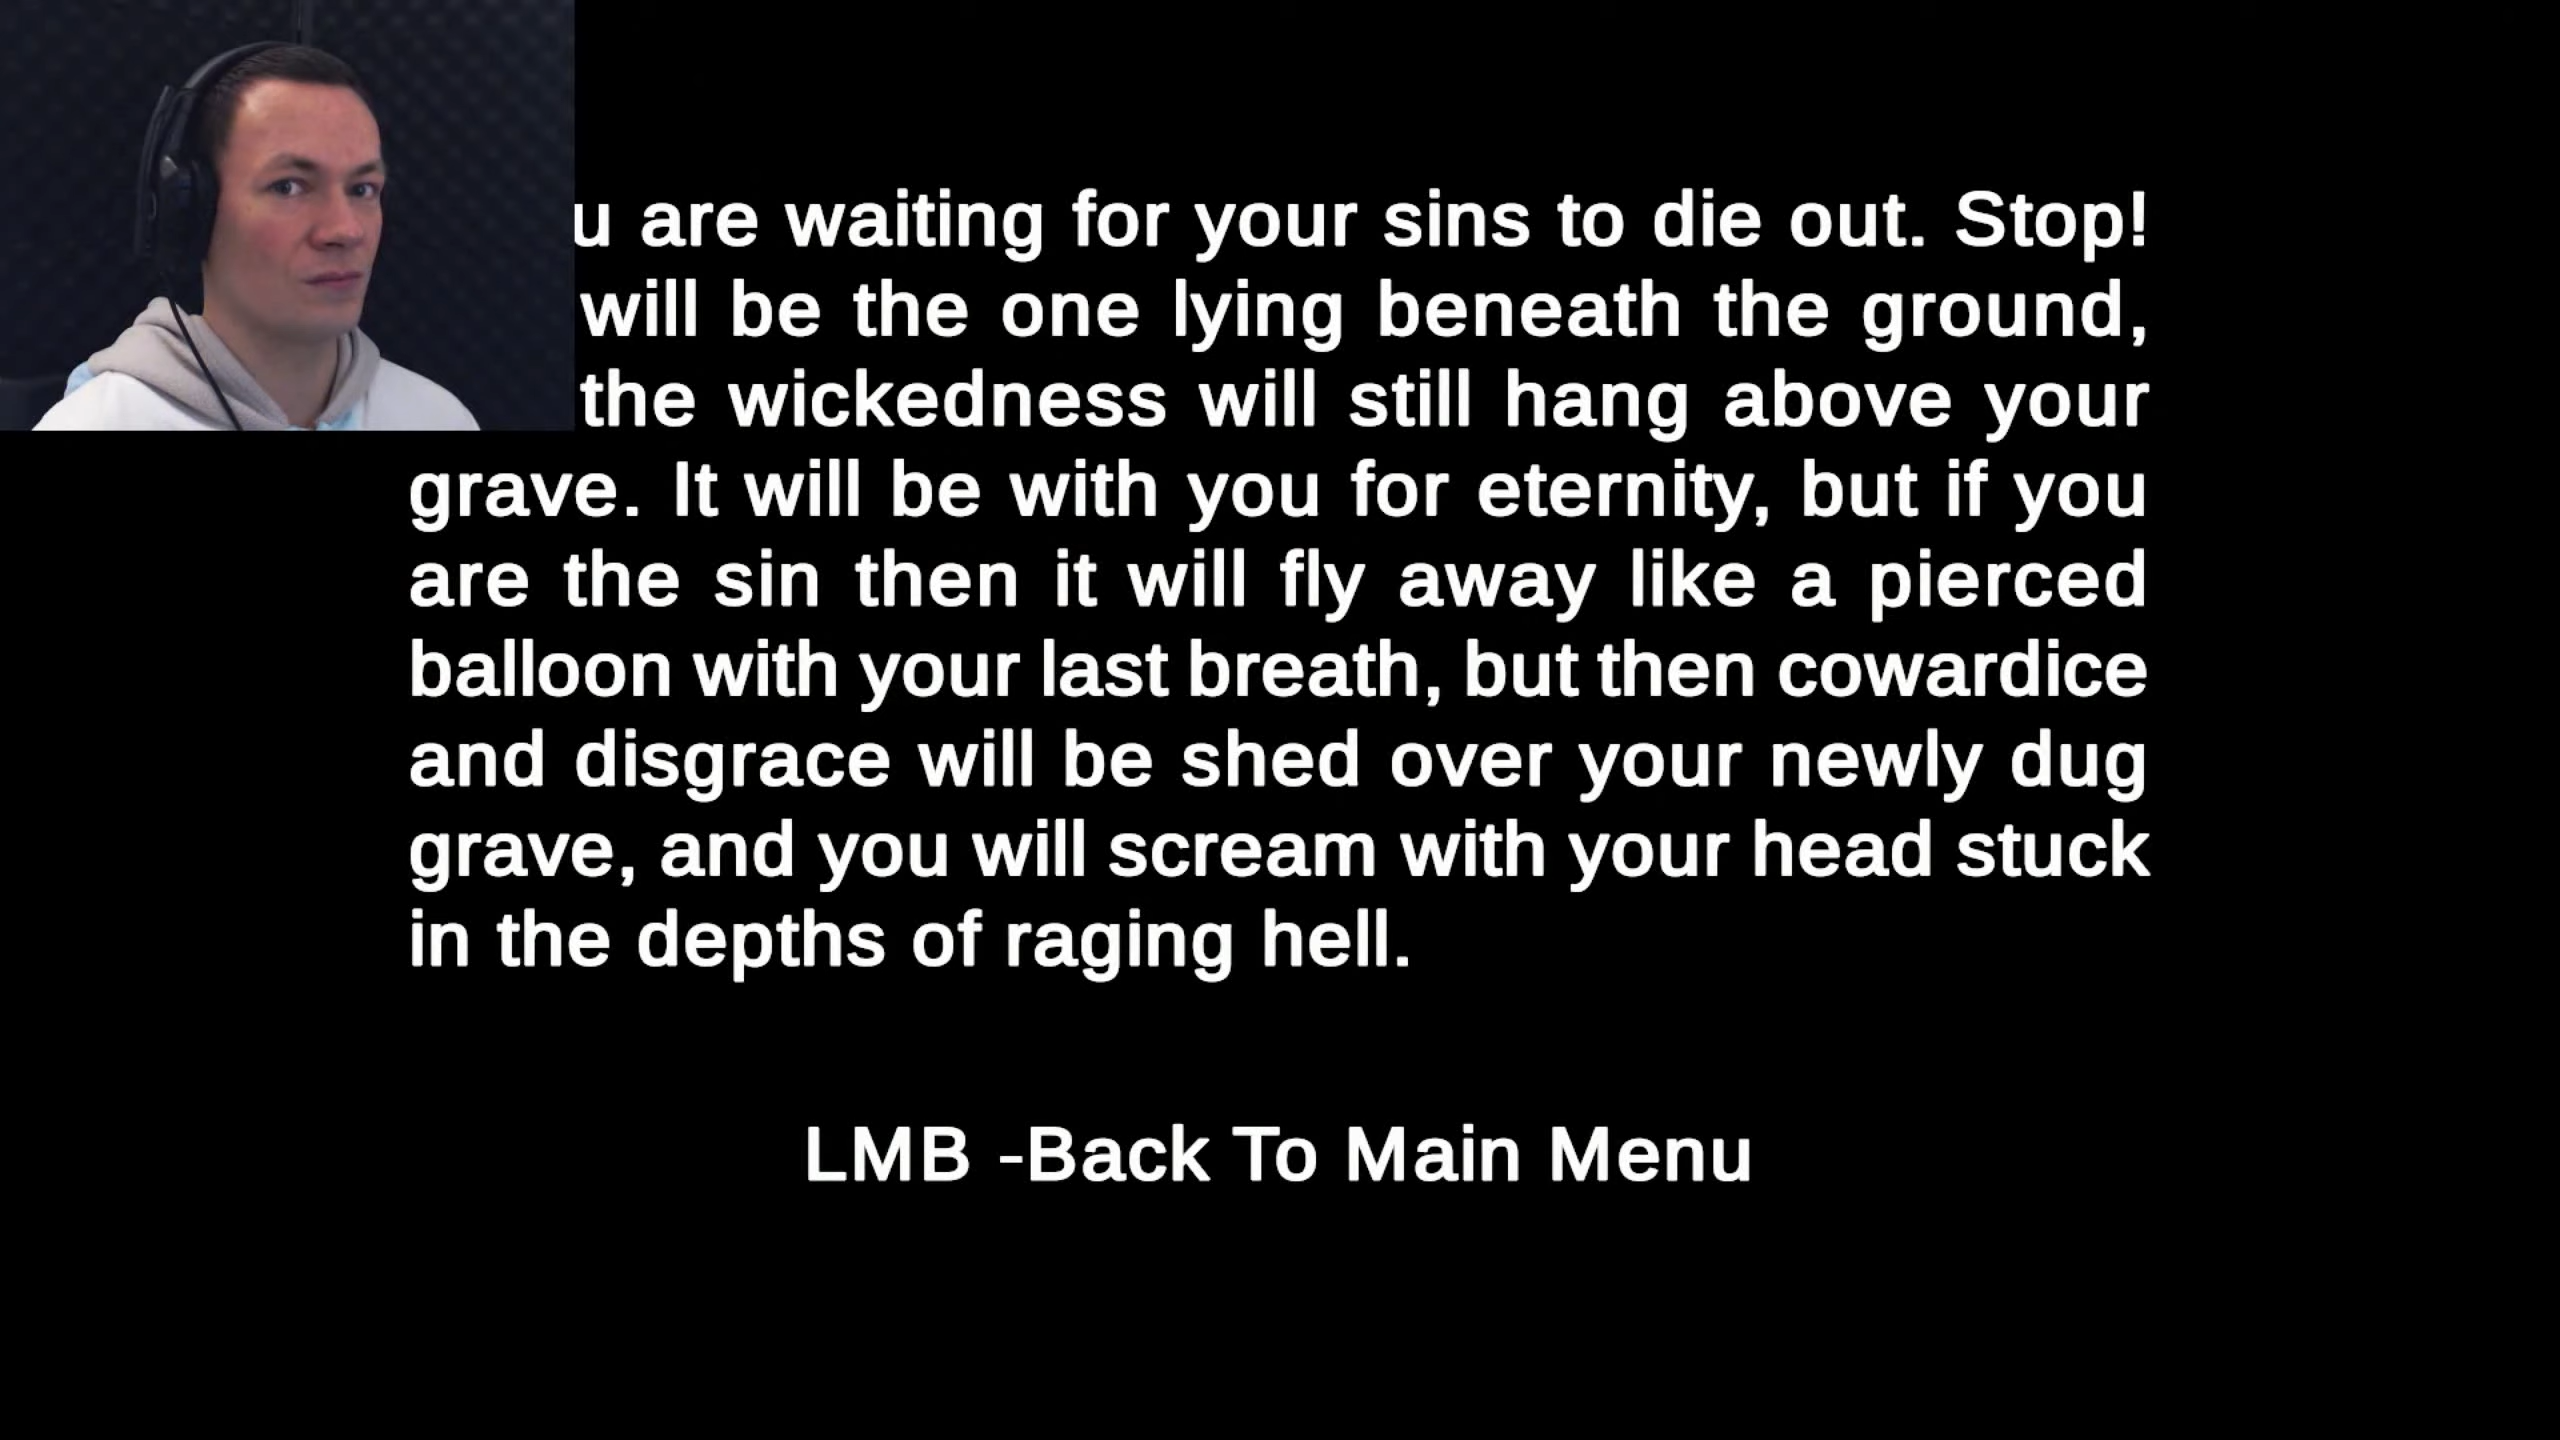 are waiting for your sins to die out. Stop!
will be the one lying beneath the ground,
the wickedness will still hang above your
grave. It will be with you for eternity, but if you
are the sin then it will fly away like a pierced
balloon with your last breath, but then cowardice
and disgrace will be shed over your newly dug
grave, and you will scream with your head stuck
in the depths of raging hell.
LMB -Back To Main Menu